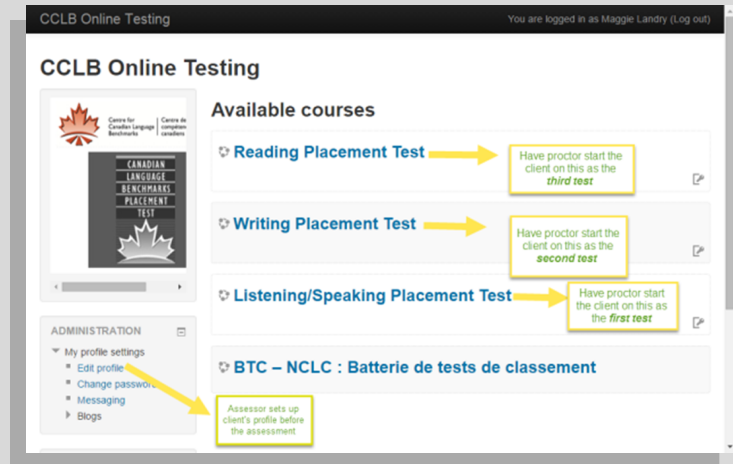 CCLB Online Testing
You are logged in as Maggie Landry (Log out)
CCLB Online Testing
Centre for
Canadian Language
Benchmarks
Centre de
compéten
canadiens
CANADIAN
LANGUAGE
BENCHMARKS
PLACEMENT
TEST
Available courses
Reading Placement Test
Have proctor start the
client on this as the
third test
Writing Placement Test
Have proctor start the
client on this as the
second test
Listening/Speaking Placement Test
Have proctor start
the client on this as
the first test
BTC – NCLC : Batterie de tests de classement
ADMINISTRATION
My profile settings
Edit profile
Change password
Messaging
Blogs
Assessor sets up
client's profile before
the assessment